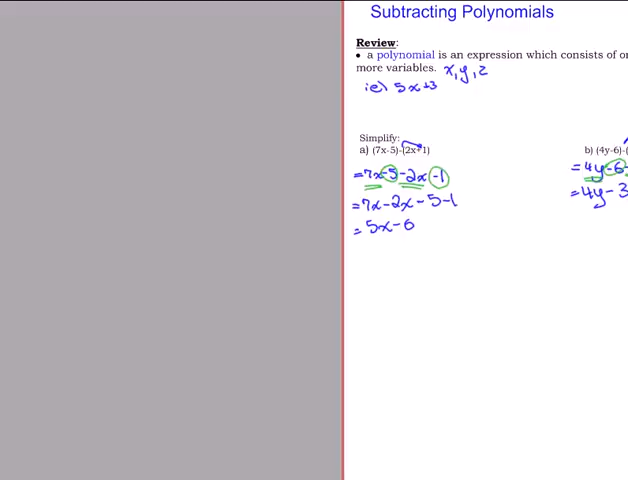 Subtracting Polynomials
Review:
• a polynomial is an expression which consists of
more variables. x, y, z
ie) 5x+3
Simplify:
a) (7x-5)-(2x+1)
= 7x-5-2x-1
= 7x-2x-5-1
= 5x-6
b) (4y-6)-(
= 4y-6
= 4y-3